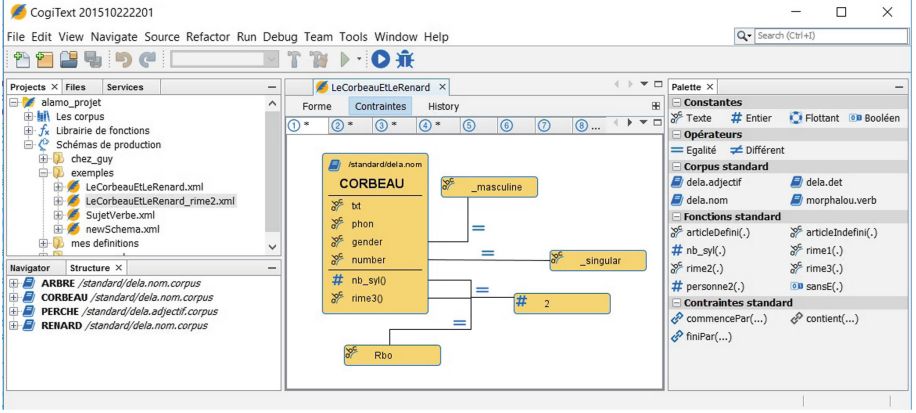 CogiText 201510222201
File Edit View Navigate Source Refactor Run Debug Team Tools Window Help
Search (Ctrl+I)
Projects × Files Services
alamo_projet
Les corpus
Librairie de fonctions
Schémas de production
chez_guy
exemples
LeCorbeauEtLeRenard.xml
LeCorbeauEtLeRenard_rime2.xml
SujetVerbe.xml
newSchema.xml
mes definitions
Navigator Structure ×
ARBRE /standard/dela.nom.corpus
CORBEAU /standard/dela.nom.corpus
PERCHE /standard/dela.adjectif.corpus
RENARD /standard/dela.nom.corpus
LeCorbeauEtLeRenard ×
Forme Contraintes History
1 * 2 * 3 * 4 * 5 6 7 8 ...
/standard/dela.nom
CORBEAU
txt
phon
gender
number
# nb_syl()
rime3()
_masculine
=
=
_singular
=
# 2
=
Rbo
Palette ×
Constantes
Texte # Entier Flottant Booléen
Opérateurs
= Egalité ≠ Différent
Corpus standard
dela.adjectif dela.det
dela.nom morphalou.verb
Fonctions standard
articleDefini(.) articleIndefini(.)
# nb_syl(.) rime1(.)
rime2(.) rime3(.)
# personne2(.) sansE(.)
Contraintes standard
commencePar(...) contient(...)
finiPar(...)